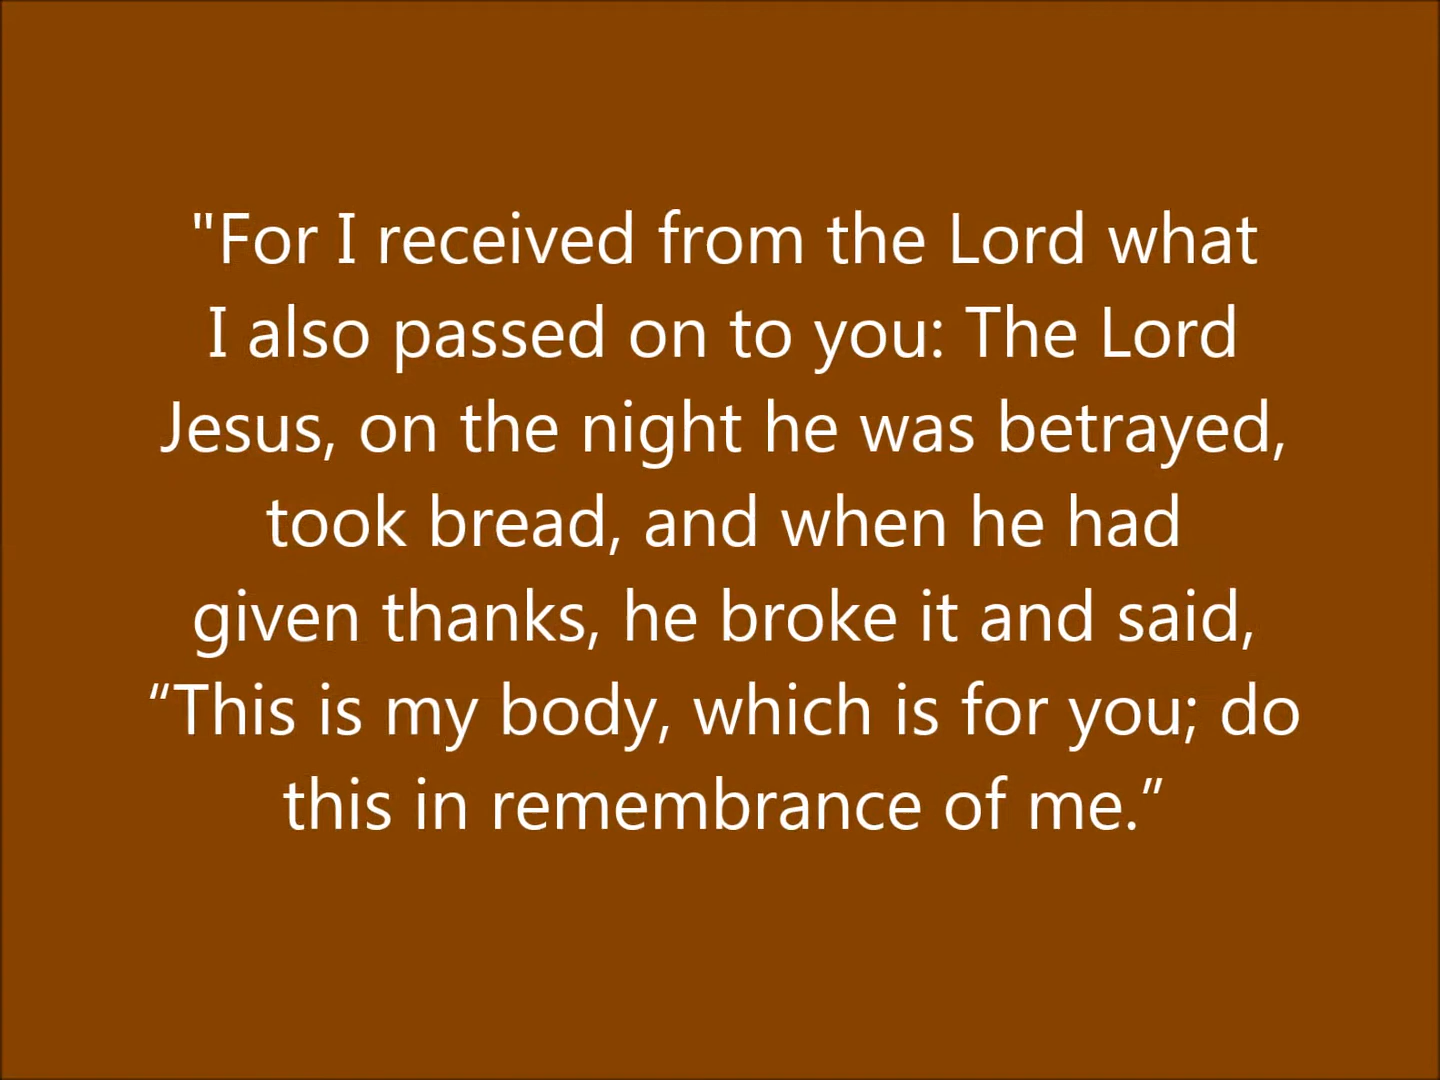 "For I received from the Lord what
I also passed on to you: The Lord
Jesus, on the night he was betrayed,
took bread, and when he had
given thanks, he broke it and said,
“This is my body, which is for you; do
this in remembrance of me.”